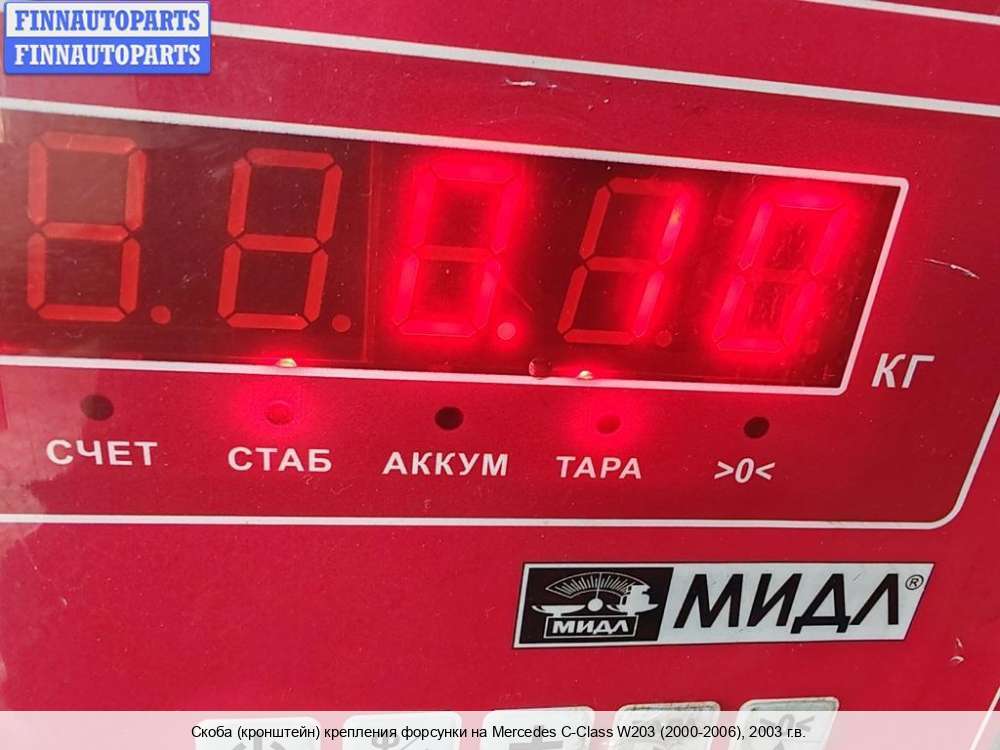 FINNAUTOPARTS
FINNAUTOPARTS
0.10
КГ
СЧЕТ СТАБ АККУМ ТАРА >0<
МИДЛ МИДЛ®
Скоба (кронштейн) крепления форсунки на Mercedes C-Class W203 (2000-2006), 2003 г.в.